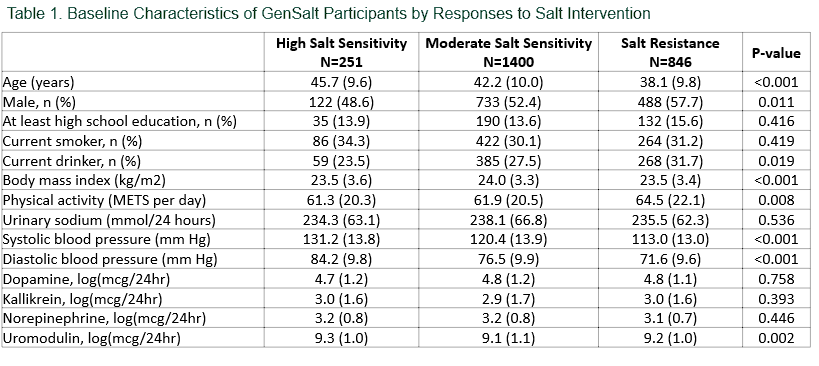 Table 1. Baseline Characteristics of GenSalt Participants by Responses to Salt Intervention
High Salt Sensitivity N=251 Moderate Salt Sensitivity N=1400 Salt Resistance N=846 P-value
Age (years) 45.7 (9.6) 42.2 (10.0) 38.1 (9.8) <0.001
Male, n (%) 122 (48.6) 733 (52.4) 488 (57.7) 0.011
At least high school education, n (%) 35 (13.9) 190 (13.6) 132 (15.6) 0.416
Current smoker, n (%) 86 (34.3) 422 (30.1) 264 (31.2) 0.419
Current drinker, n (%) 59 (23.5) 385 (27.5) 268 (31.7) 0.019
Body mass index (kg/m2) 23.5 (3.6) 24.0 (3.3) 23.5 (3.4) <0.001
Physical activity (METS per day) 61.3 (20.3) 61.9 (20.5) 64.5 (22.1) 0.008
Urinary sodium (mmol/24 hours) 234.3 (63.1) 238.1 (66.8) 235.5 (62.3) 0.536
Systolic blood pressure (mm Hg) 131.2 (13.8) 120.4 (13.9) 113.0 (13.0) <0.001
Diastolic blood pressure (mm Hg) 84.2 (9.8) 76.5 (9.9) 71.6 (9.6) <0.001
Dopamine, log(mcg/24hr) 4.7 (1.2) 4.8 (1.2) 4.8 (1.1) 0.758
Kallikrein, log(mcg/24hr) 3.0 (1.6) 2.9 (1.7) 3.0 (1.6) 0.393
Norepinephrine, log(mcg/24hr) 3.2 (0.8) 3.2 (0.8) 3.1 (0.7) 0.446
Uromodulin, log(mcg/24hr) 9.3 (1.0) 9.1 (1.1) 9.2 (1.0) 0.002